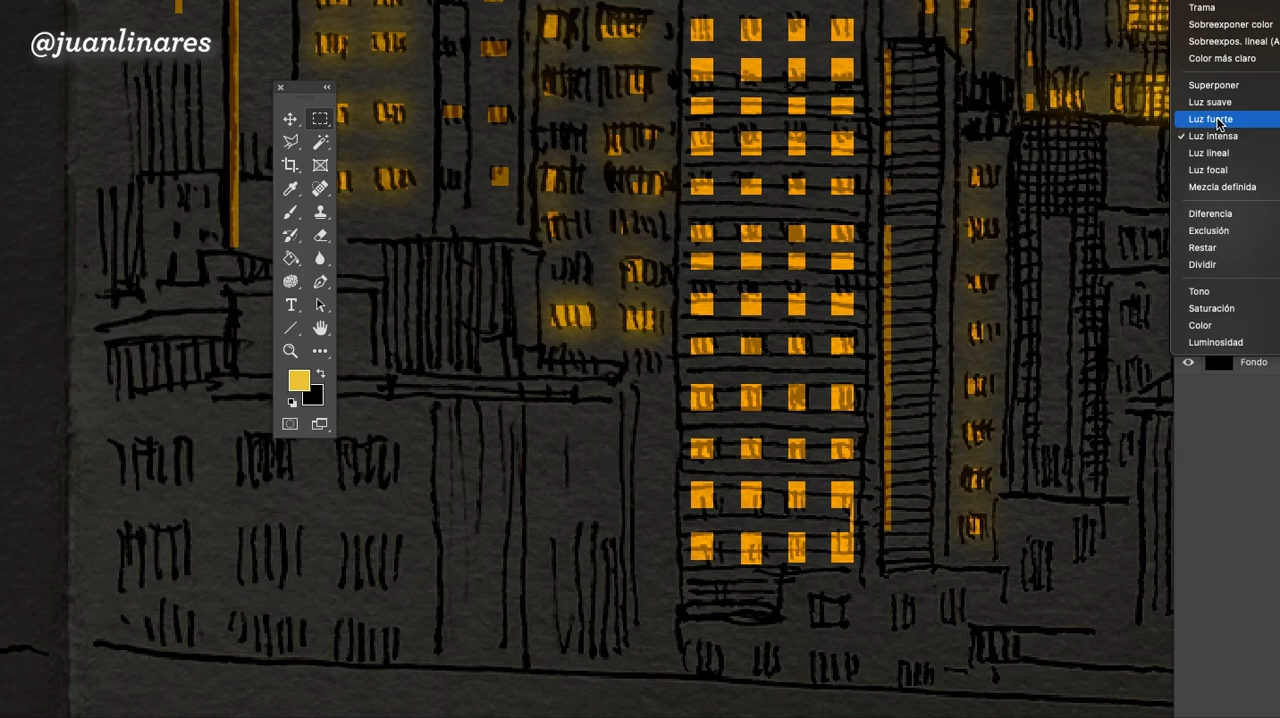 @juanlinares
Trama
Sobreexponer color
Sobreexpos. lineal (A
Color más claro
Superponer
Luz suave
Luz fuerte
Luz intensa
Luz lineal
Luz focal
Mezcla definida
Diferencia
Exclusión
Restar
Dividir
Tono
Saturación
Color
Luminosidad
Fondo